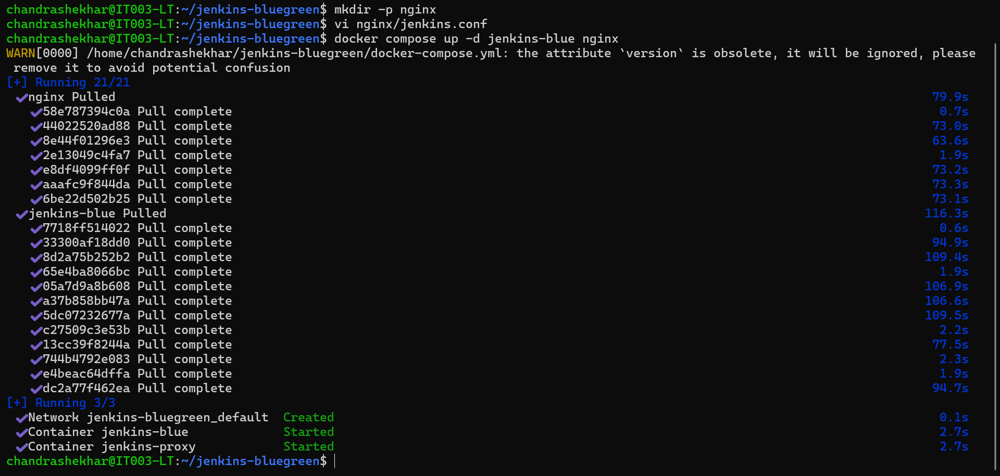 chandrashekhar@IT003-LT:~/jenkins-bluegreen$ mkdir -p nginx
chandrashekhar@IT003-LT:~/jenkins-bluegreen$ vi nginx/jenkins.conf
chandrashekhar@IT003-LT:~/jenkins-bluegreen$ docker compose up -d jenkins-blue nginx
WARN[0000] /home/chandrashekhar/jenkins-bluegreen/docker-compose.yml: the attribute `version` is obsolete, it will be ignored, please
remove it to avoid potential confusion
[+] Running 21/21
✔nginx Pulled 79.9s
✔58e787394c0a Pull complete 0.7s
✔44022520ad88 Pull complete 73.0s
✔8e44f01296e3 Pull complete 63.6s
✔2e13049c4fa7 Pull complete 1.9s
✔e8df4099ff0f Pull complete 73.2s
✔aaafc9f844da Pull complete 73.3s
✔6be22d502b25 Pull complete 73.1s
✔jenkins-blue Pulled 116.3s
✔7718ff514022 Pull complete 0.6s
✔33300af18dd0 Pull complete 94.9s
✔8d2a75b252b2 Pull complete 109.4s
✔65e4ba8066bc Pull complete 1.9s
✔05a7d9a8b608 Pull complete 106.9s
✔a37b858bb47a Pull complete 106.6s
✔5dc07232677a Pull complete 109.5s
✔c27509c3e53b Pull complete 2.2s
✔13cc39f8244a Pull complete 77.5s
✔744b4792e083 Pull complete 2.3s
✔e4beac64dffa Pull complete 1.9s
✔dc2a77f462ea Pull complete 94.7s
[+] Running 3/3
✔Network jenkins-bluegreen_default Created 0.1s
✔Container jenkins-blue Started 2.7s
✔Container jenkins-proxy Started 2.7s
chandrashekhar@IT003-LT:~/jenkins-bluegreen$